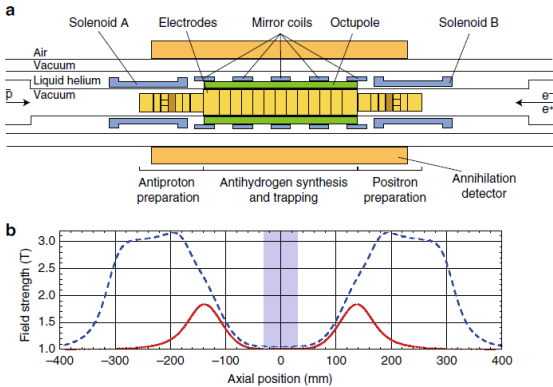 a
Solenoid A Electrodes Mirror coils Octupole Solenoid B
Air
Vacuum
Liquid helium
Vacuum
p̄
e⁻
e⁺
Antiproton preparation
Antihydrogen synthesis and trapping
Positron preparation
Annihilation detector
b
Field strength (T)
3.0
2.5
2.0
1.5
1.0
−400 −300 −200 −100 0 100 200 300 400
Axial position (mm)